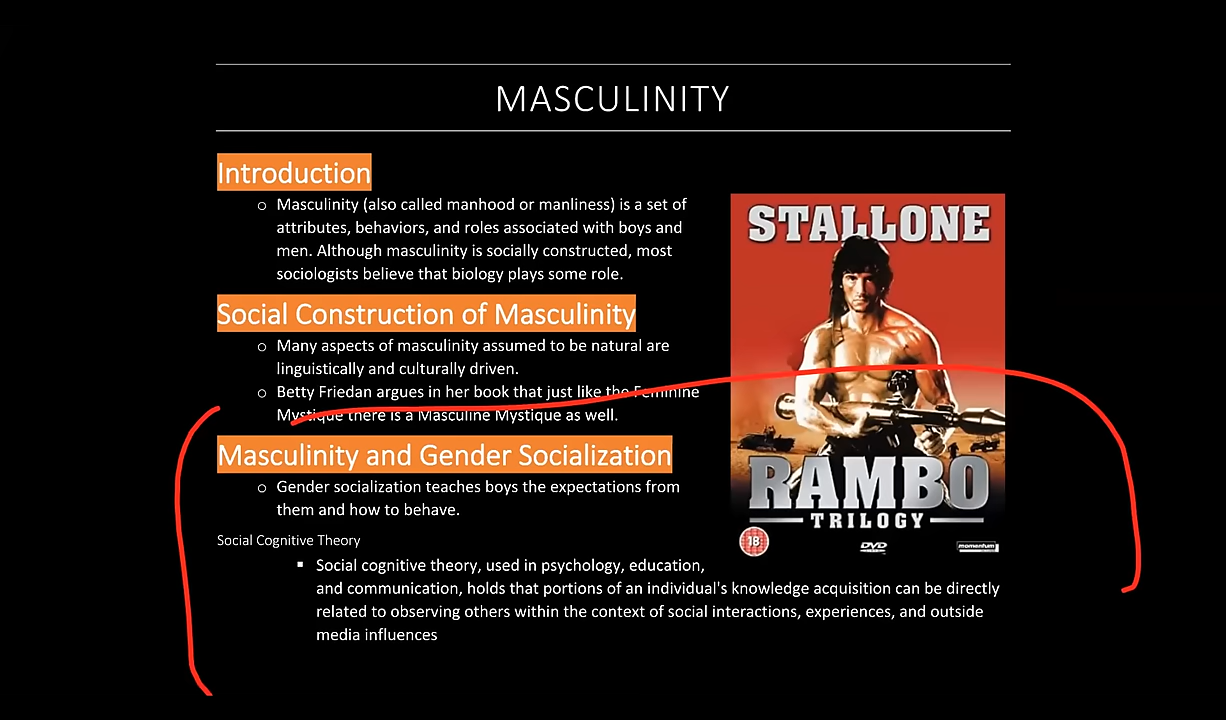 MASCULINITY
Introduction
o Masculinity (also called manhood or manliness) is a set of
attributes, behaviors, and roles associated with boys and
men. Although masculinity is socially constructed, most
sociologists believe that biology plays some role.
Social Construction of Masculinity
o Many aspects of masculinity assumed to be natural are
linguistically and culturally driven.
o Betty Friedan argues in her book that just like the Feminine
Mystique there is a Masculine Mystique as well.
Masculinity and Gender Socialization
o Gender socialization teaches boys the expectations from
them and how to behave.
Social Cognitive Theory
▪ Social cognitive theory, used in psychology, education,
and communication, holds that portions of an individual's knowledge acquisition can be directly
related to observing others within the context of social interactions, experiences, and outside
media influences
STALLONE
RAMBO
TRILOGY
18
DVD
momentum